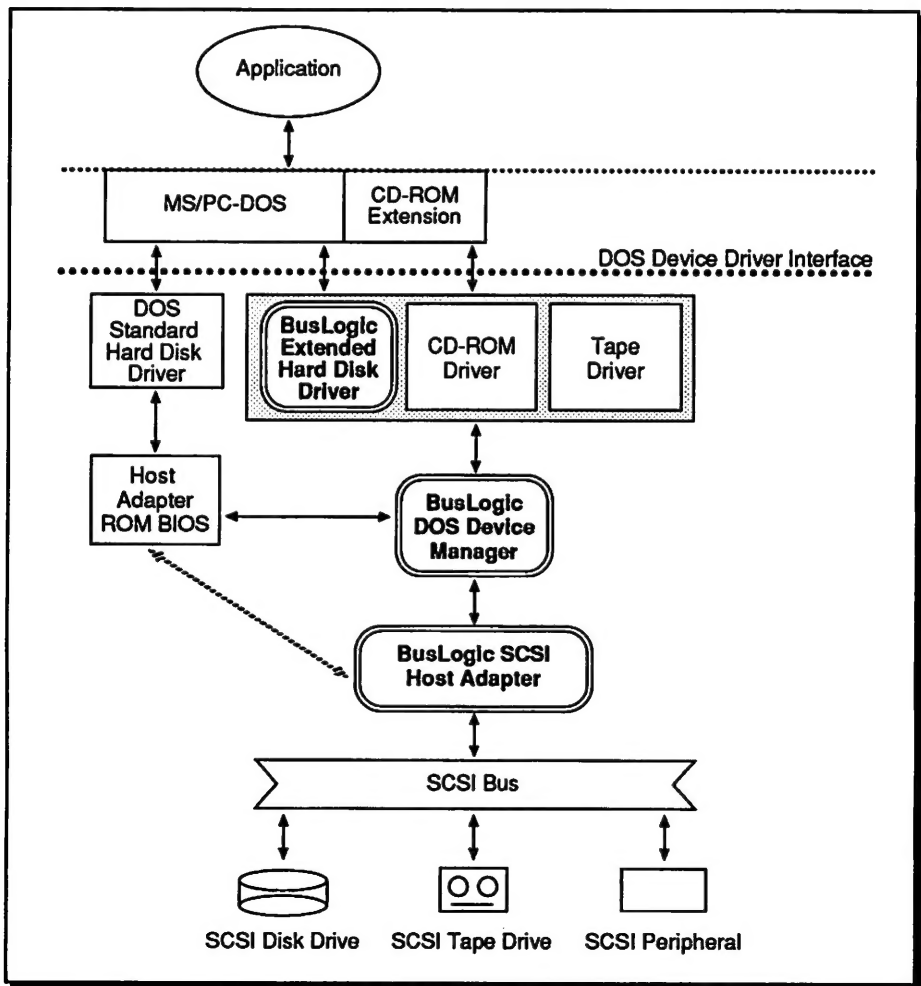 Application
MS/PC-DOS
CD-ROM
Extension
DOS Device Driver Interface
DOS
Standard
Hard Disk
Driver
BusLogic
Extended
Hard Disk
Driver
CD-ROM
Driver
Tape
Driver
Host
Adapter
ROM BIOS
BusLogic
DOS Device
Manager
BusLogic SCSI
Host Adapter
SCSI Bus
SCSI Disk Drive
SCSI Tape Drive
SCSI Peripheral